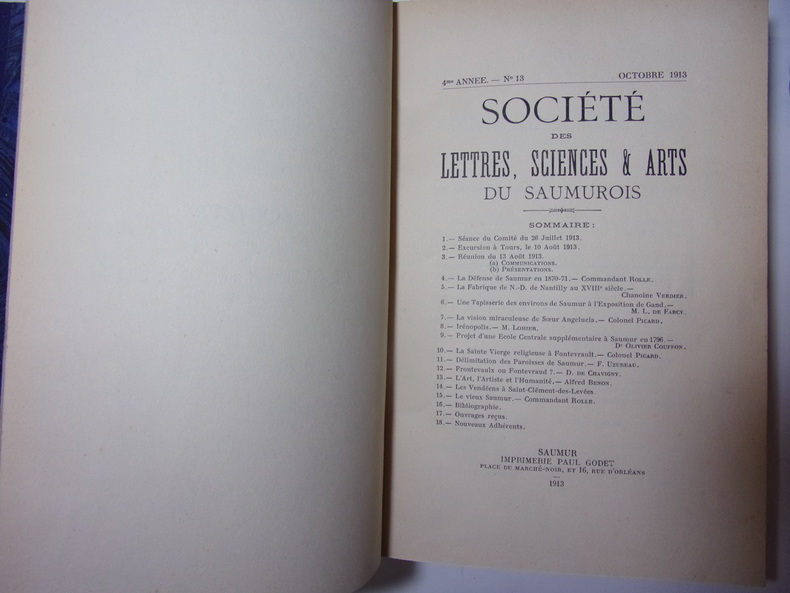 4me ANNEE. — No 13 OCTOBRE 1913
SOCIÉTÉ
DES
LETTRES, SCIENCES & ARTS
DU SAUMUROIS
SOMMAIRE :
1.— Séance du Comité du 26 Juillet 1913.
2.— Excursion à Tours, le 10 Août 1913.
3.— Réunion du 13 Août 1913.
(a) COMMUNICATIONS.
(b) PRÉSENTATIONS.
4.— La Défense de Saumur en 1870-71.— Commandant ROLLE.
5.— La Fabrique de N.-D. de Nantilly au XVIIIe siècle.—
Chanoine VERDIER.
6.— Une Tapisserie des environs de Saumur à l'Exposition de Gand.—
M. L. DE FARCY.
7.— La vision miraculeuse de Sœur Angelucia.— Colonel PICARD.
8.— Irénopolis.— M. LOHIER.
9.— Projet d'une Ecole Centrale supplémentaire à Saumur en 1796.—
Dr OLIVIER COUFFON.
10.— La Sainte Vierge religieuse à Fontevrault.— Colonel PICARD.
11.— Délimitation des Paroisses de Saumur.— F. UZUREAU.
12.— Frontevaulx ou Fontevraud ?.— D. DE CHAVIGNY.
13.— L'Art, l'Artiste et l'Humanité.— Alfred BENON.
14.— Les Vendéens à Saint-Clément-des-Levées.
15.— Le vieux Saumur.— Commandant ROLLE.
16.— Bibliographie.
17.— Ouvrages reçus.
18.— Nouveaux Adhérents.
SAUMUR
IMPRIMERIE PAUL GODET
PLACE DU MARCHÉ-NOIR, ET 16, RUE D'ORLÉANS
1913